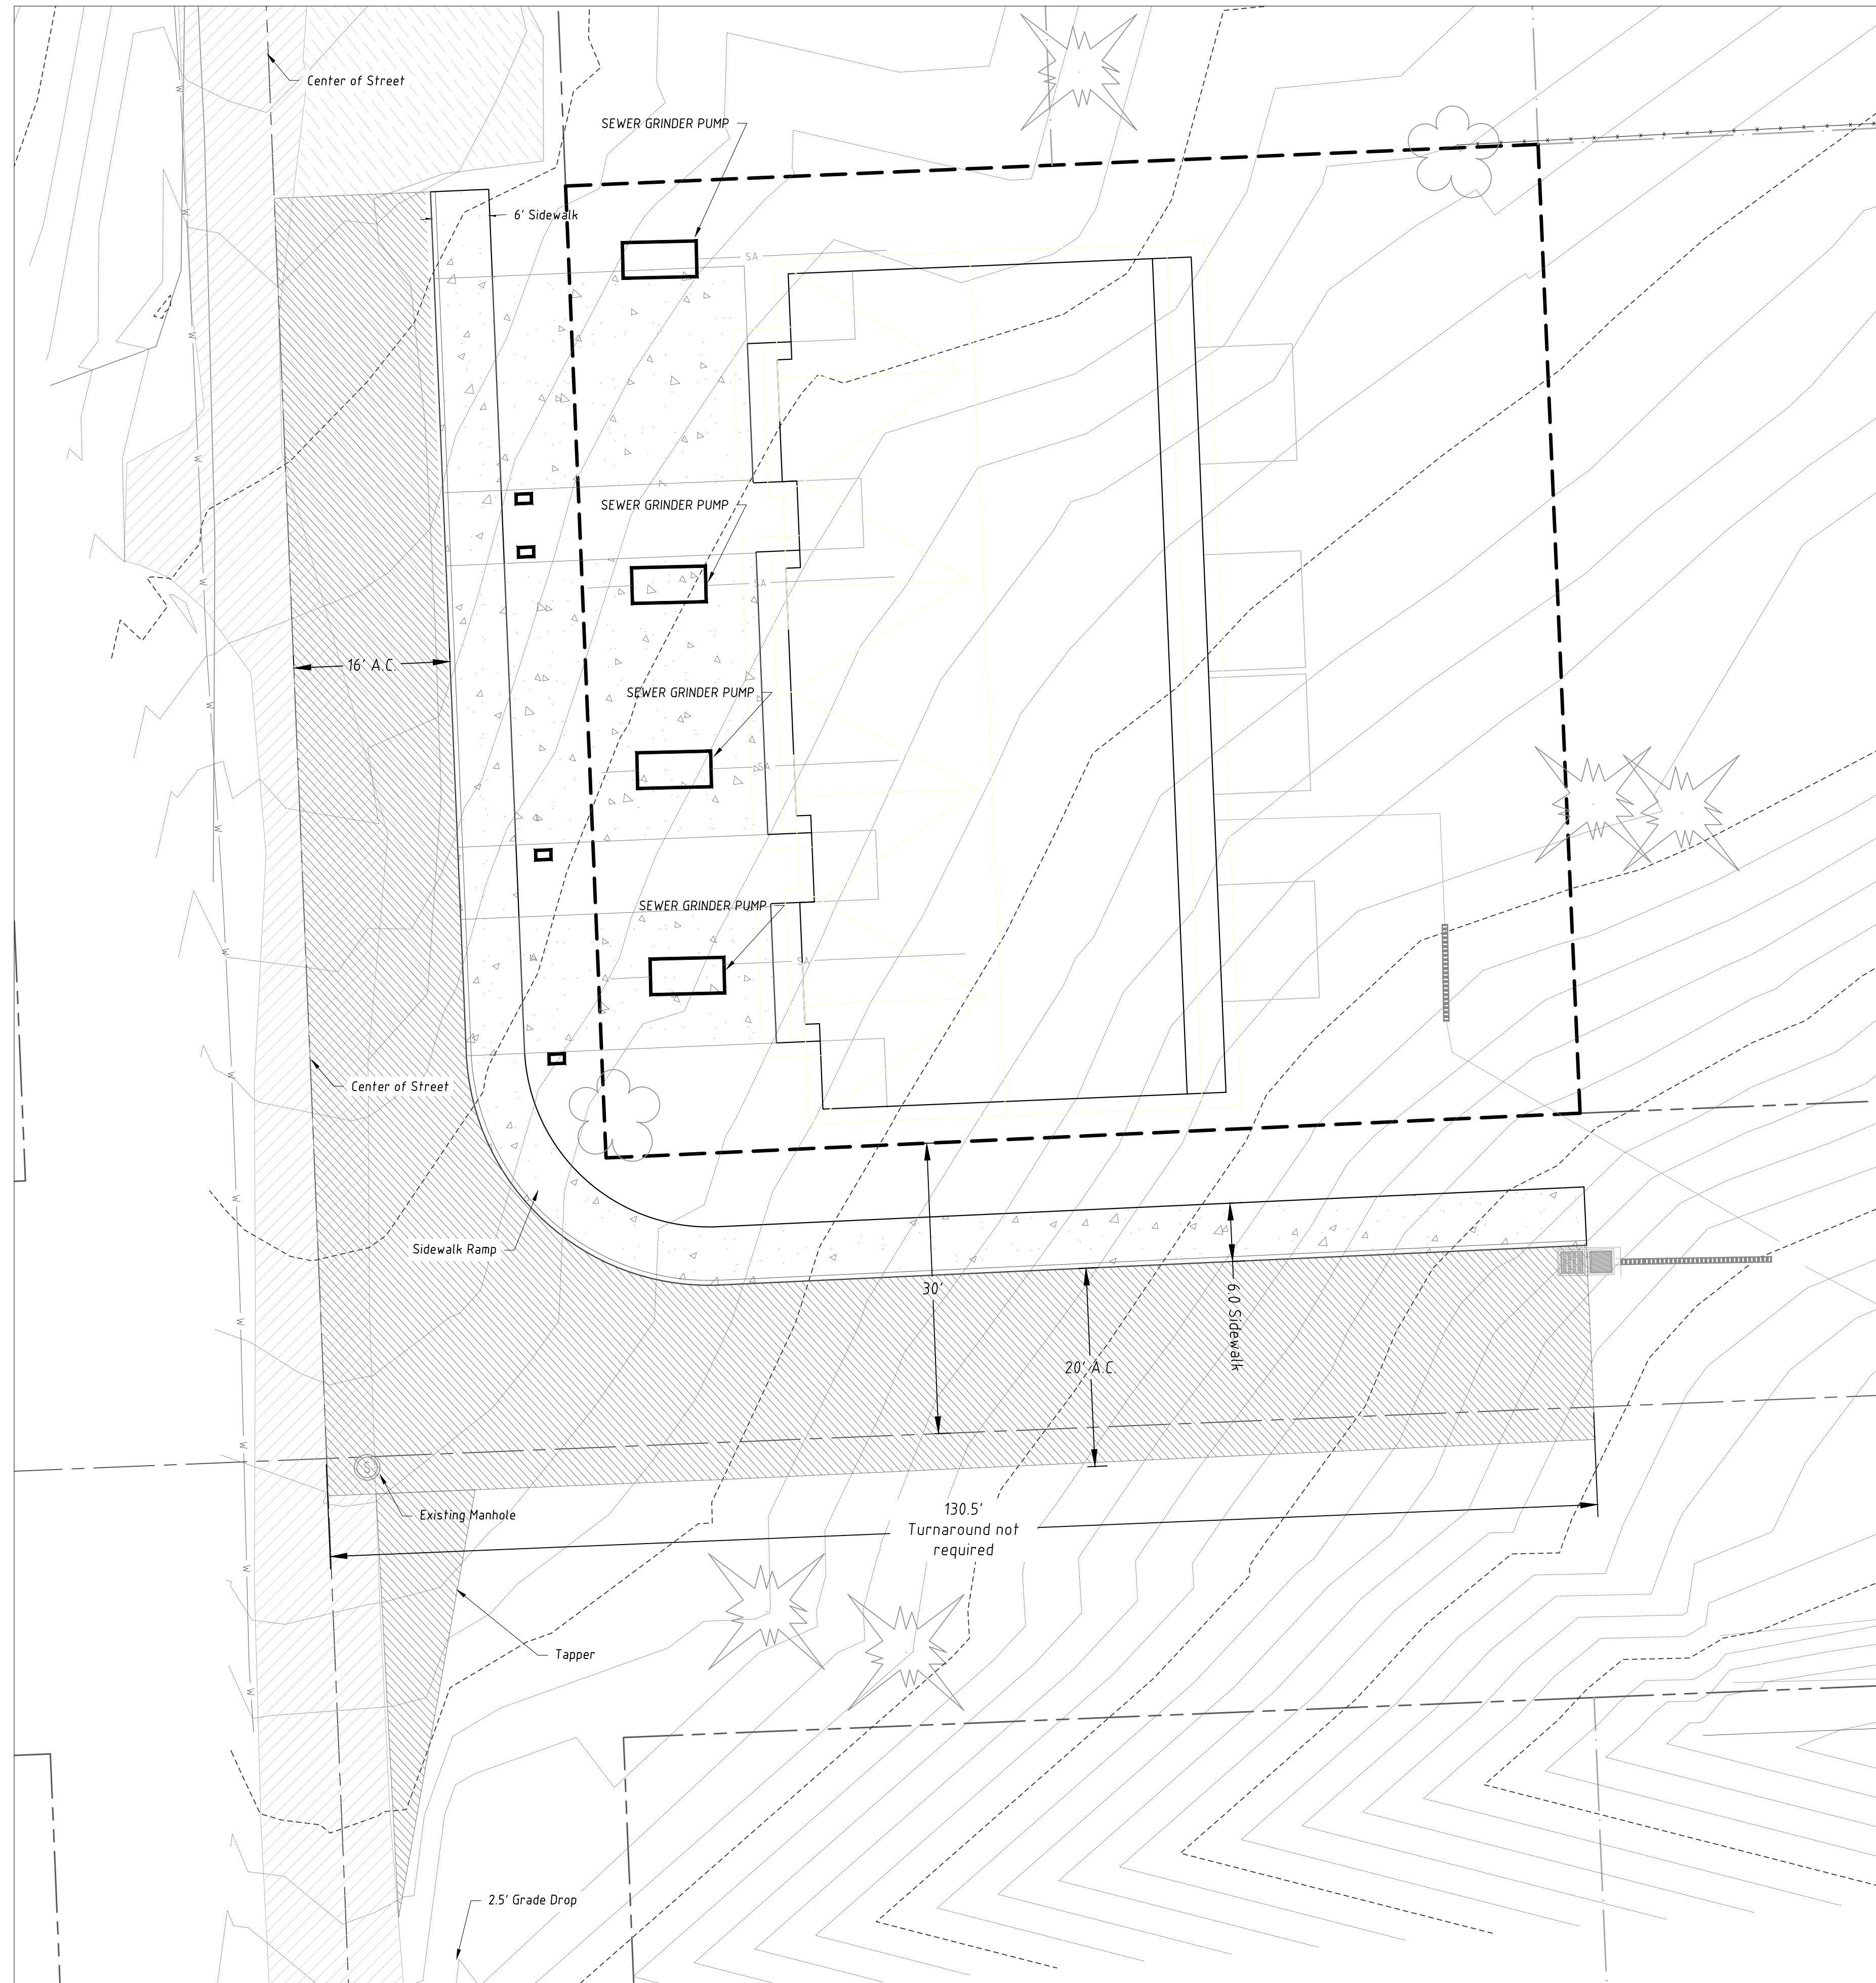 Center of Street
SEWER GRINDER PUMP
6' Sidewalk
SA
SEWER GRINDER PUMP
SA
16' A.C.
SEWER GRINDER PUMP
SA
SEWER GRINDER PUMP
SA
Center of Street
Sidewalk Ramp
30'
6.0 Sidewalk
20' A.C.
S
Existing Manhole
130.5'
Turnaround not
required
Tapper
2.5' Grade Drop
W
W
W
W
W
W
W
W
W
W
W
W
W
W